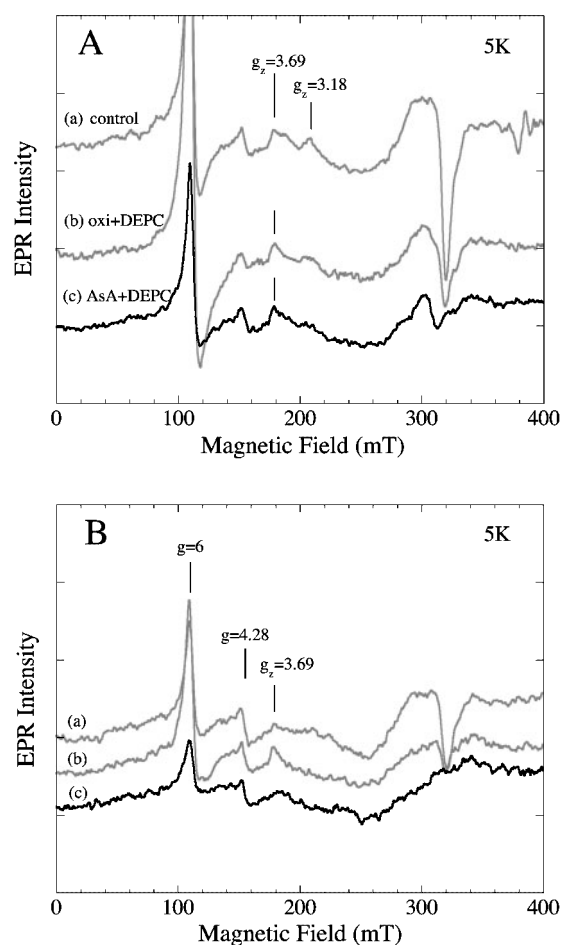 A
5K
g_z=3.69
g_z=3.18
(a) control
(b) oxi+DEPC
(c) AsA+DEPC
EPR Intensity
0 100 200 300 400
Magnetic Field (mT)
B
5K
g=6
g=4.28
g_z=3.69
(a)
(b)
(c)
EPR Intensity
0 100 200 300 400
Magnetic Field (mT)